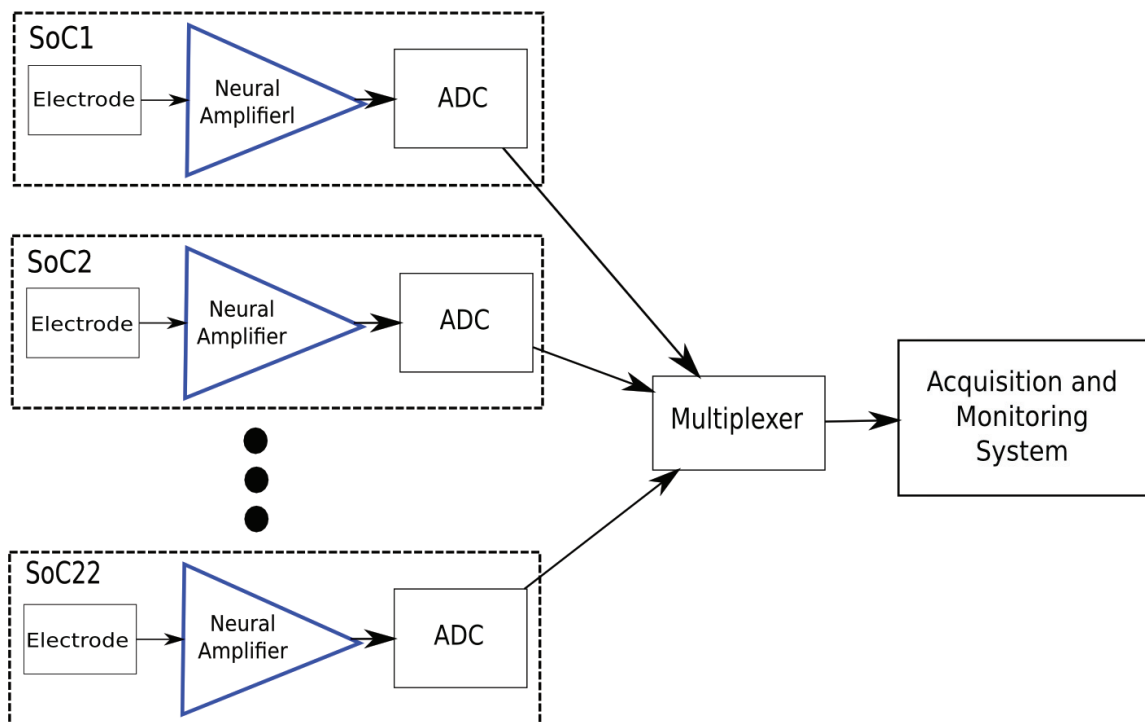 SoC1
Electrode
Neural
Amplifierl
ADC
SoC2
Electrode
Neural
Amplifier
ADC
Multiplexer
Acquisition and
Monitoring
System
SoC22
Electrode
Neural
Amplifier
ADC